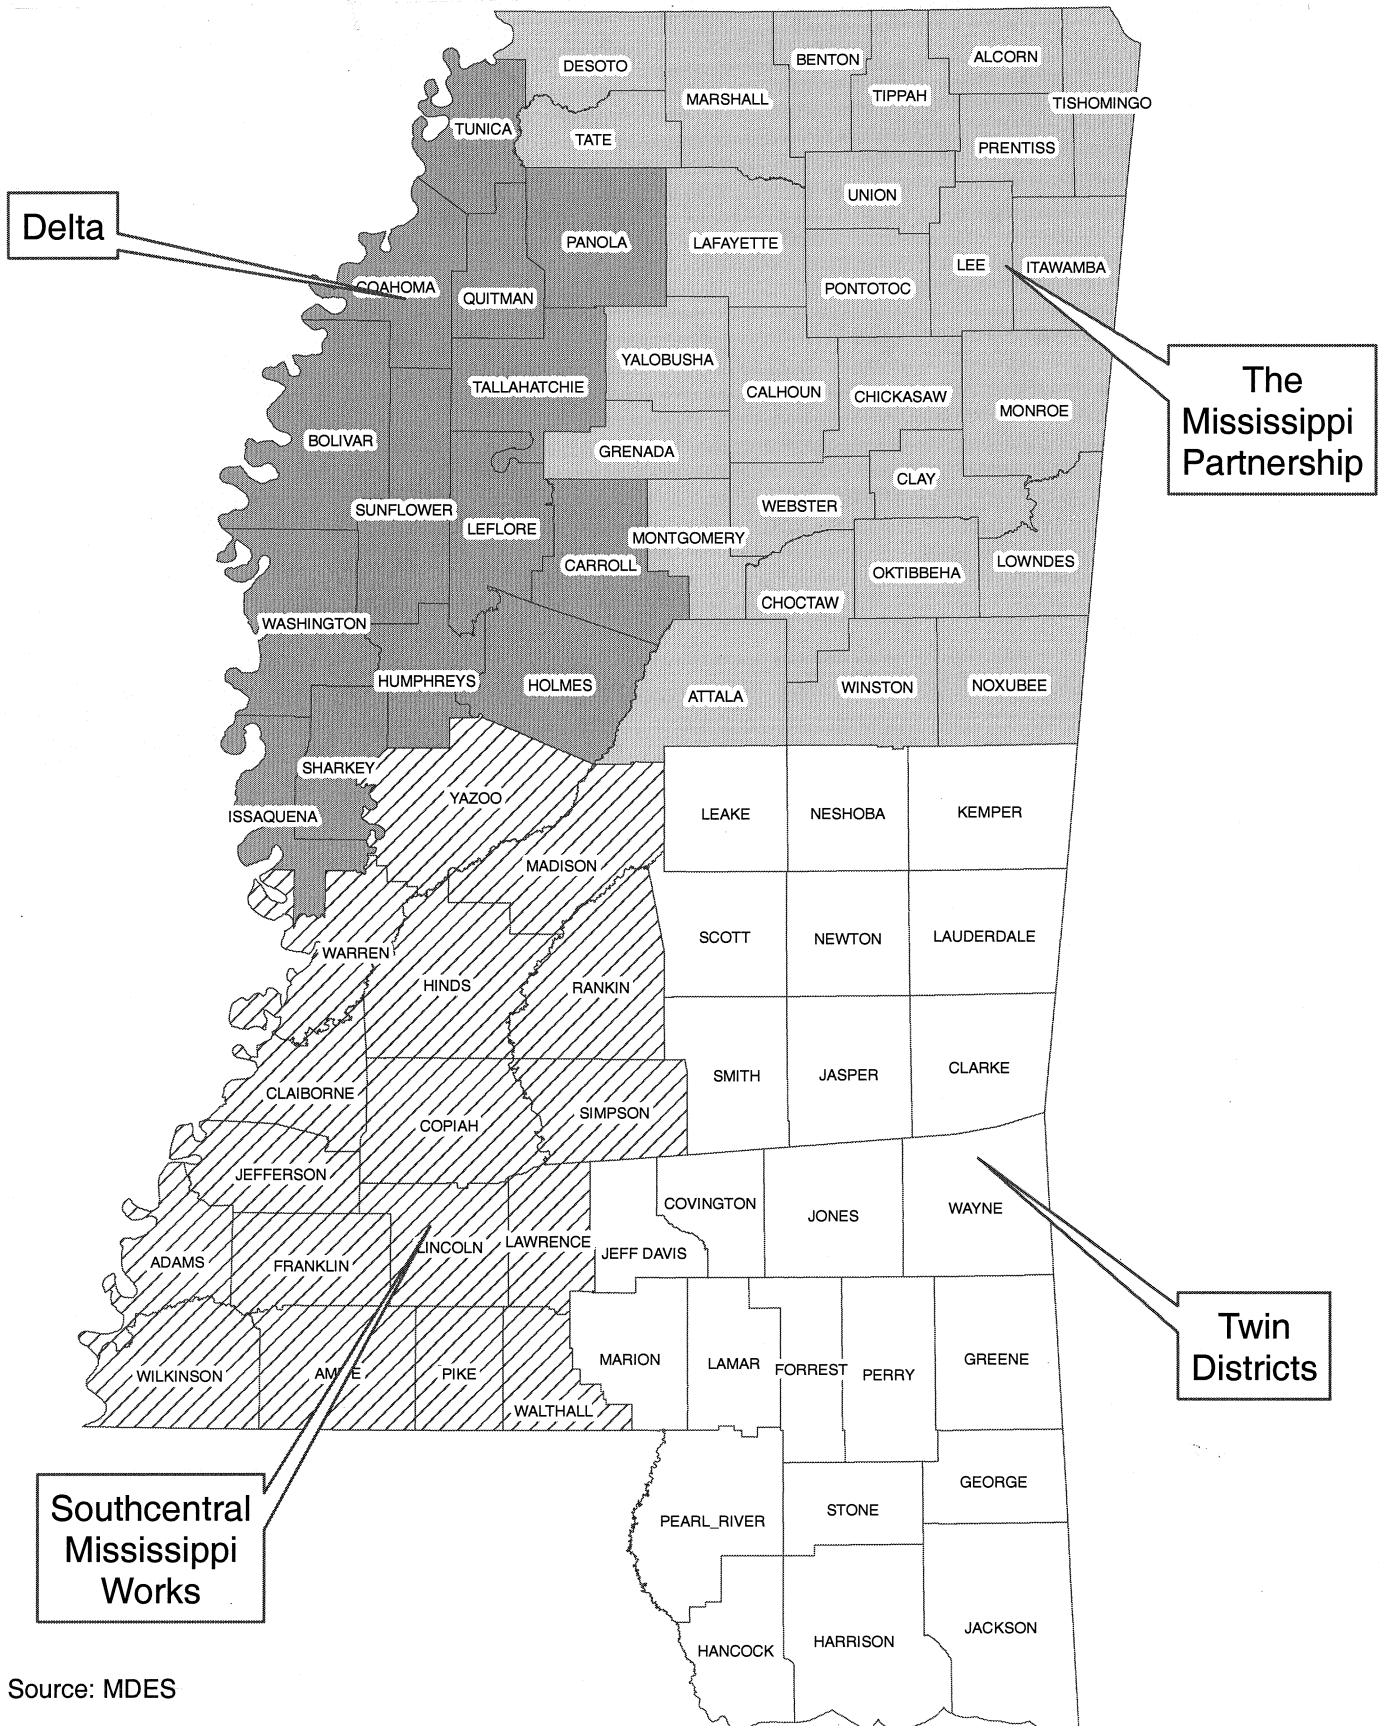 DESOTO
BENTON
ALCORN
MARSHALL
TIPPAH
TISHOMINGO
TUNICA
TATE
PRENTISS
UNION
Delta
PANOLA
LAFAYETTE
LEE
ITAWAMBA
COAHOMA
QUITMAN
PONTOTOC
YALOBUSHA
The
Mississippi
Partnership
TALLAHATCHIE
CALHOUN
CHICKASAW
MONROE
BOLIVAR
GRENADA
CLAY
SUNFLOWER
LEFLORE
WEBSTER
MONTGOMERY
CARROLL
OKTIBBEHA
LOWNDES
CHOCTAW
WASHINGTON
HUMPHREYS
HOLMES
ATTALA
WINSTON
NOXUBEE
SHARKEY
YAZOO
ISSAQUENA
LEAKE
NESHOBA
KEMPER
MADISON
SCOTT
NEWTON
LAUDERDALE
WARREN
HINDS
RANKIN
SMITH
JASPER
CLARKE
CLAIBORNE
COPIAH
SIMPSON
JEFFERSON
COVINGTON
JONES
WAYNE
ADAMS
FRANKLIN
LINCOLN
LAWRENCE
JEFF DAVIS
Twin
Districts
WILKINSON
PIKE
MARION
LAMAR
FORREST
PERRY
GREENE
WALTHALL
GEORGE
Southcentral
Mississippi
Works
PEARL_RIVER
STONE
HANCOCK
HARRISON
JACKSON
Source: MDES